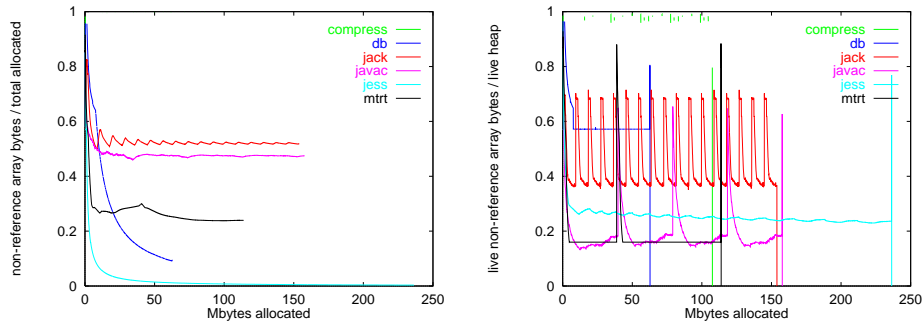 non-reference array bytes / total allocated
1
0.8
0.6
0.4
0.2
0
0
50
100
150
200
250
Mbytes allocated
compress
db
jack
javac
jess
mtrt
live non-reference array bytes / live heap
1
0.8
0.6
0.4
0.2
0
0
50
100
150
200
250
Mbytes allocated
compress
db
jack
javac
jess
mtrt